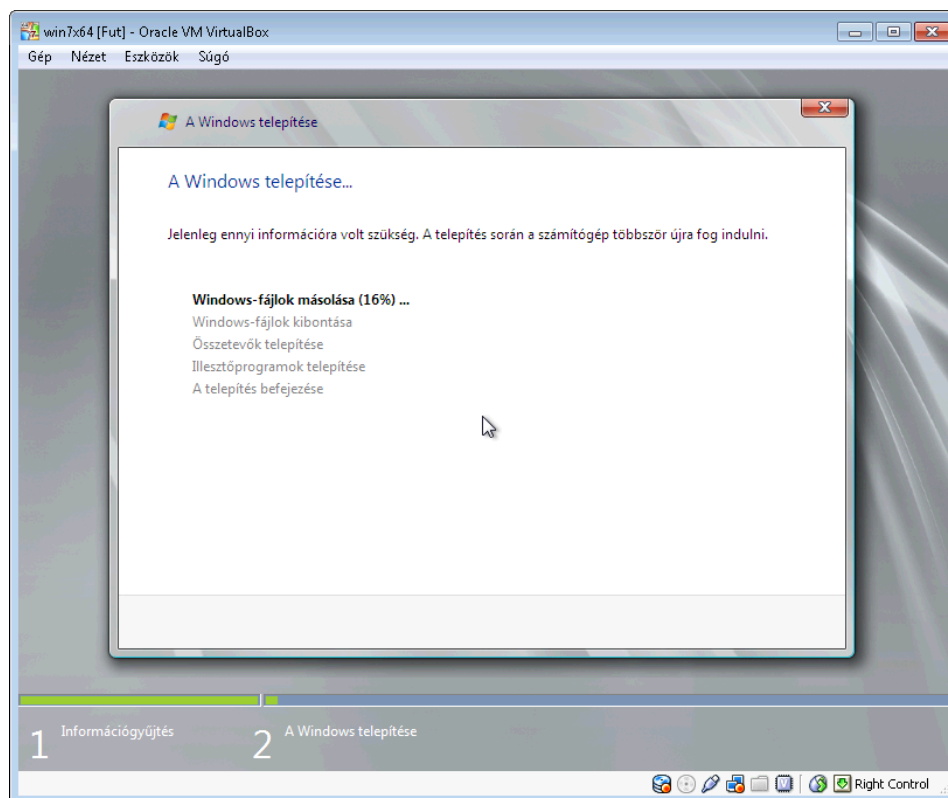 win7x64 [Fut] - Oracle VM VirtualBox
Gép Nézet Eszközök Súgó
A Windows telepítése
A Windows telepítése...
Jelenleg ennyi információra volt szükség. A telepítés során a számítógép többször újra fog indulni.
Windows-fájlok másolása (16%) ...
Windows-fájlok kibontása
Összetevők telepítése
Illesztőprogramok telepítése
A telepítés befejezése
1 Információgyűjtés 2 A Windows telepítése
Right Control